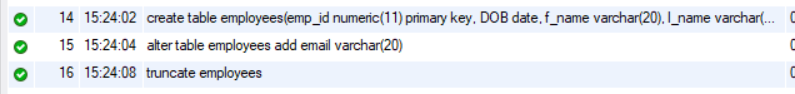 14 15:24:02 create table employees(emp_id numeric(11) primary key, DOB date, f_name varchar(20), l_name varchar(...
15 15:24:04 alter table employees add email varchar(20)
16 15:24:08 truncate employees